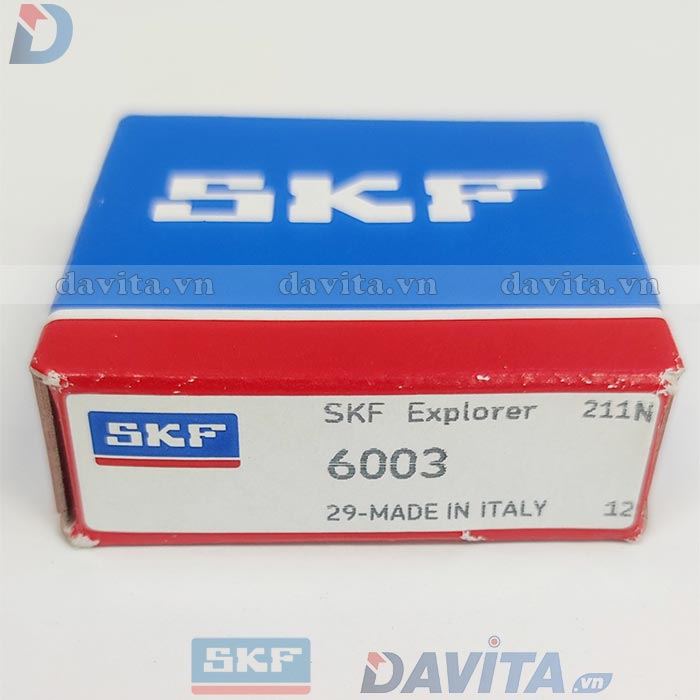 D
SKF
davita.vn davita.vn davita.vn
SKF
SKF Explorer 211N
6003
29-MADE IN iTALY 12
SKF
DAVITA.vn